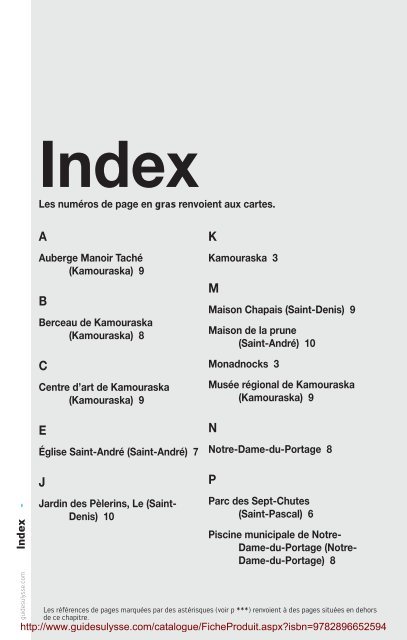 Index
Les numéros de page en gras renvoient aux cartes.
A
Auberge Manoir Taché
(Kamouraska) 9
B
Berceau de Kamouraska
(Kamouraska) 8
C
Centre d'art de Kamouraska
(Kamouraska) 9
E
Église Saint-André (Saint-André) 7
J
Jardin des Pèlerins, Le (Saint-
Denis) 10
K
Kamouraska 3
M
Maison Chapais (Saint-Denis) 9
Maison de la prune
(Saint-André) 10
Monadnocks 3
Musée régional de Kamouraska
(Kamouraska) 9
N
Notre-Dame-du-Portage 8
P
Parc des Sept-Chutes
(Saint-Pascal) 6
Piscine municipale de Notre-
Dame-du-Portage (Notre-
Dame-du-Portage) 8
Index -
guidesulysse.com
Les références de pages marquées par des astérisques (voir p ***) renvoient à des pages situées en dehors
de ce chapitre.
http://www.guidesulysse.com/catalogue/FicheProduit.aspx?isbn=9782896652594